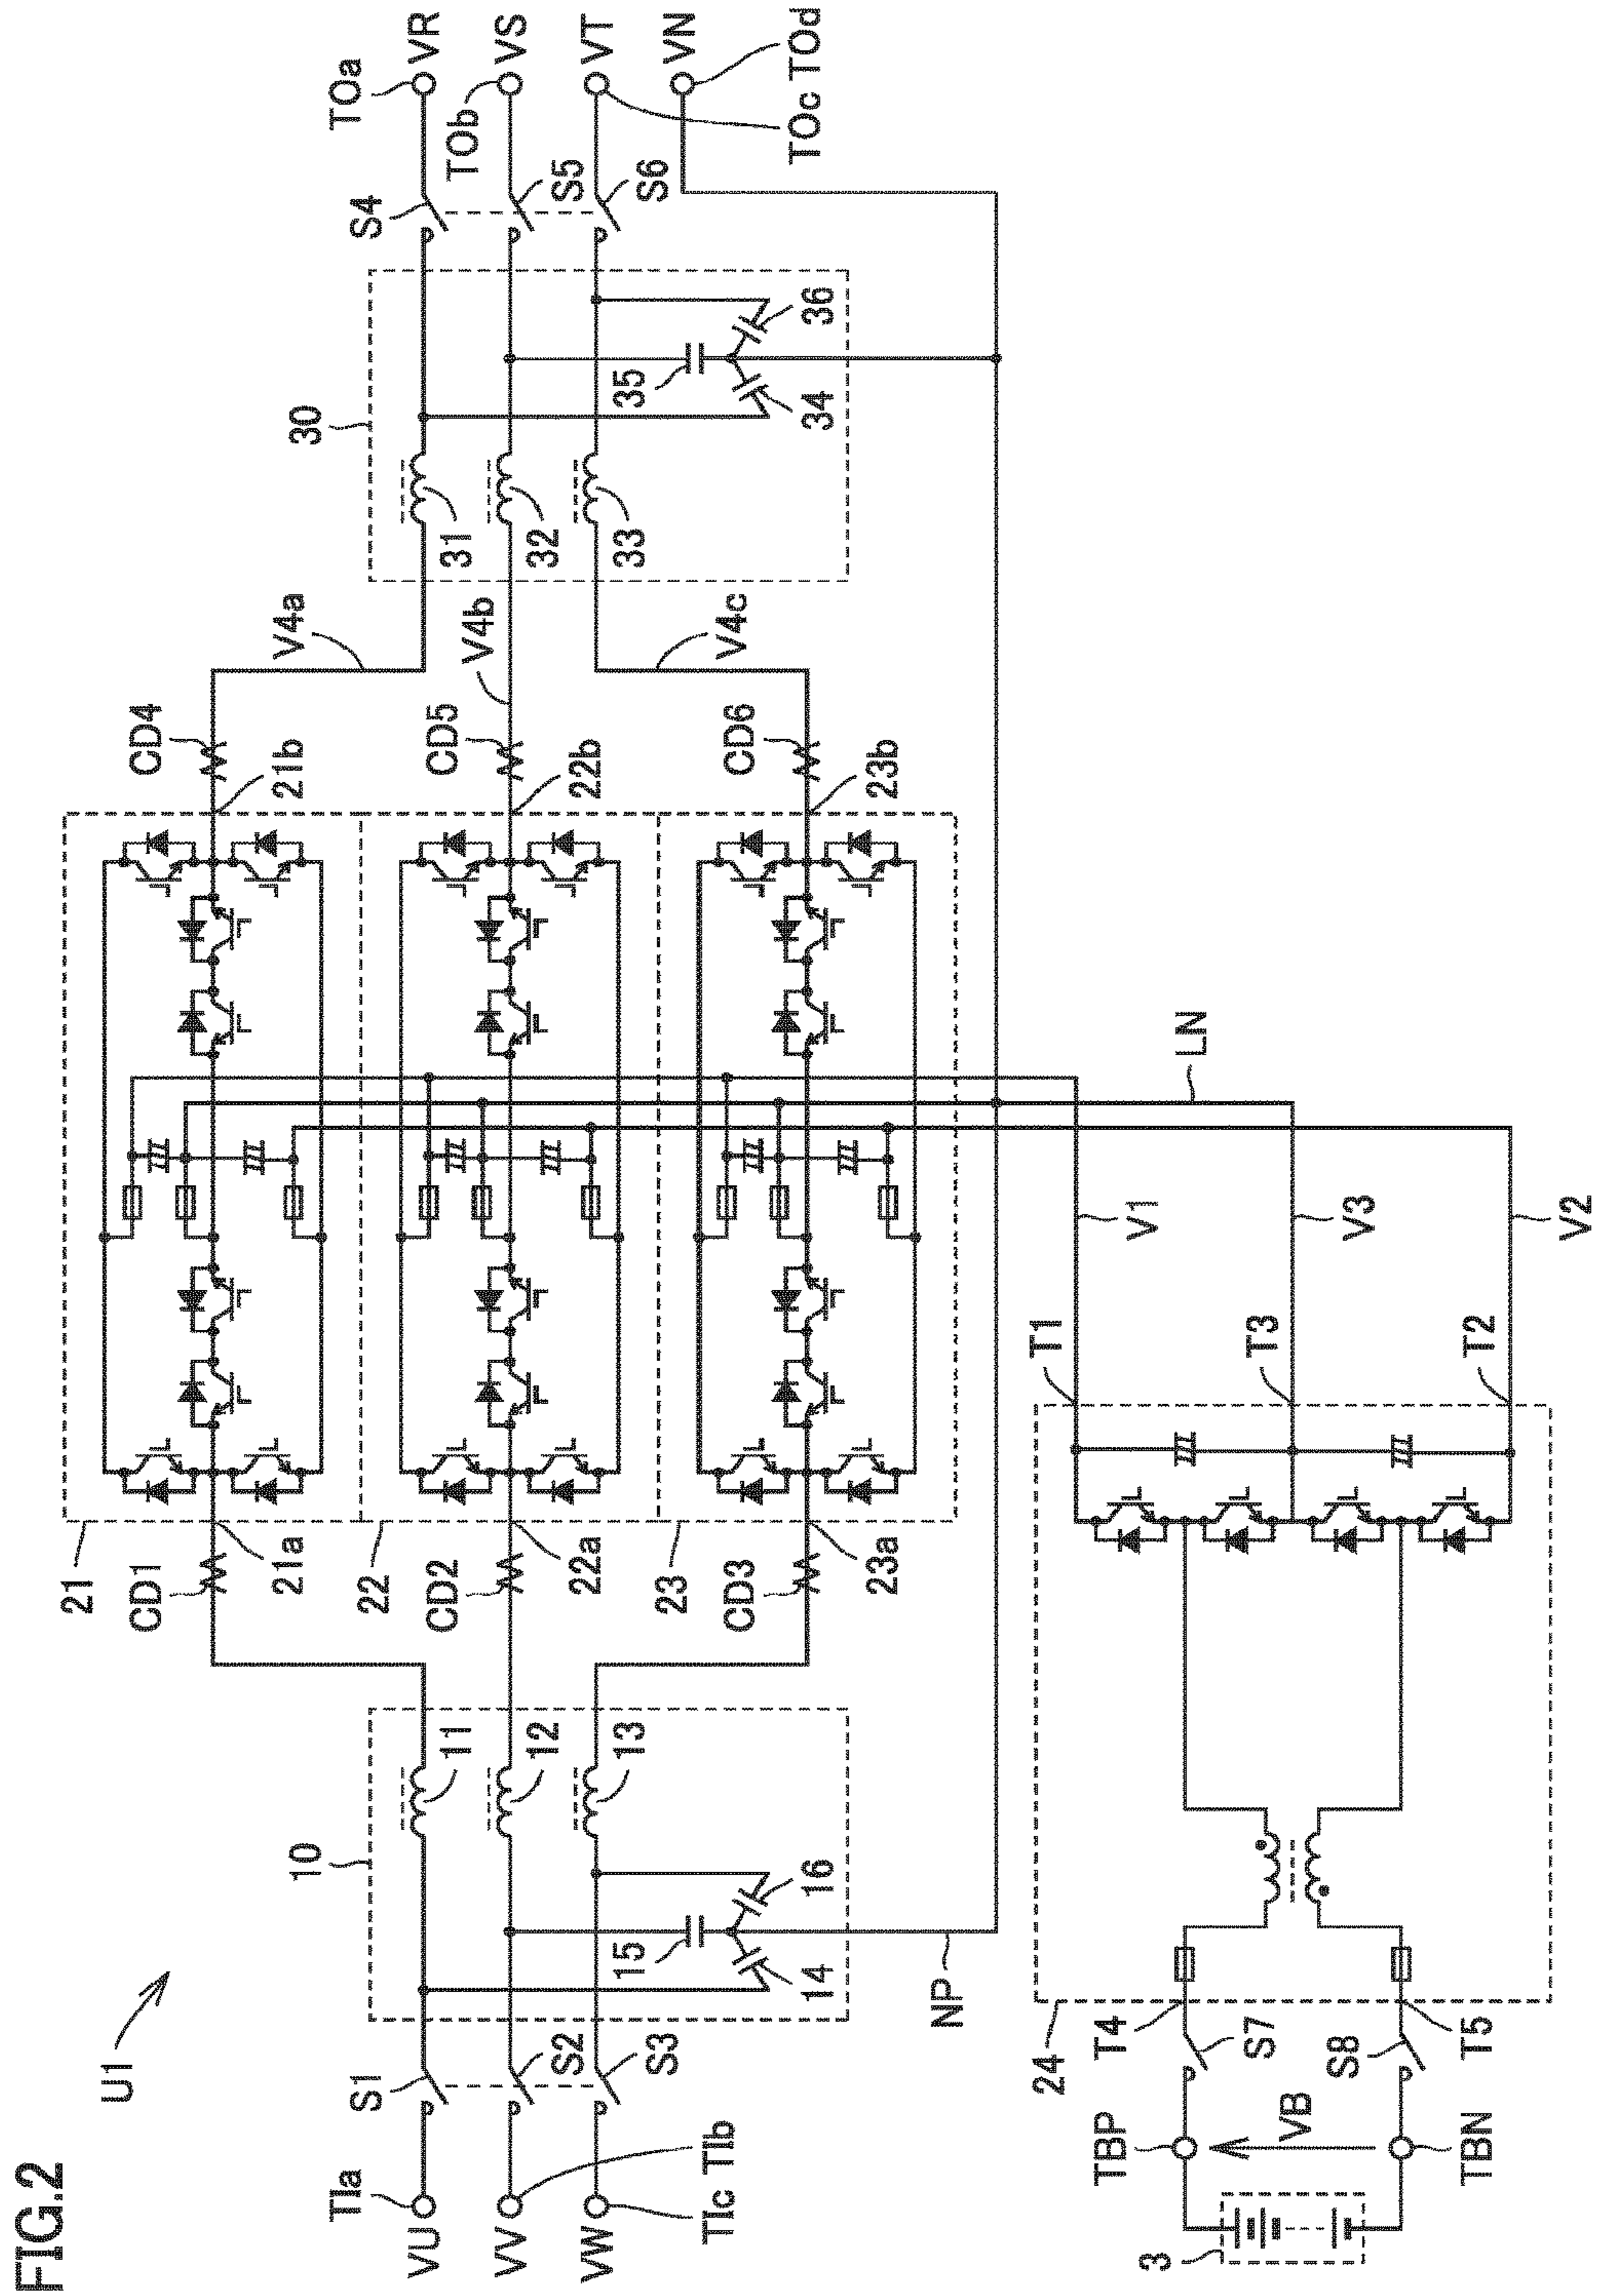 FIG.2
U1
TIa
VU
VV
VW
TIc TIb
S1
S2
S3
10
11
12
13
14
15
16
NP
21
CD1
21a
22
CD2
22a
23
CD3
23a
CD4
21b
CD5
22b
CD6
23b
V4a
V4b
V4c
30
31
32
33
34
35
36
S4
S5
S6
TOa
VR
TOb
VS
VT
VN
TOc TOd
LN
V1
V3
V2
T1
T3
T2
24
T4
T5
S7
S8
TBP
VB
TBN
3